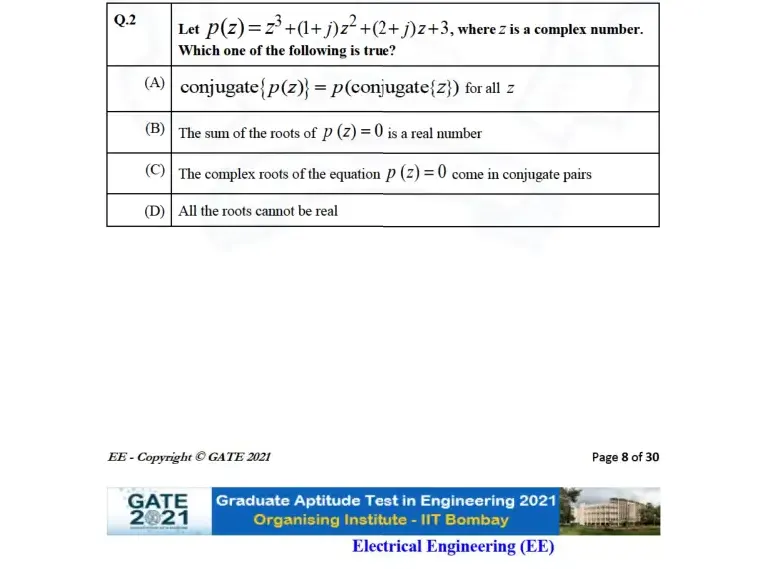 Q.2
Let p(z) = z³ +(1+ j)z² +(2+ j)z+3, where z is a complex number.
Which one of the following is true?
(A) conjugate{p(z)} = p(conjugate{z}) for all z
(B) The sum of the roots of p (z) = 0 is a real number
(C) The complex roots of the equation p (z) = 0 come in conjugate pairs
(D) All the roots cannot be real
EE - Copyright © GATE 2021
Page 8 of 30
GATE
2021
Graduate Aptitude Test in Engineering 2021
Organising Institute - IIT Bombay
Electrical Engineering (EE)